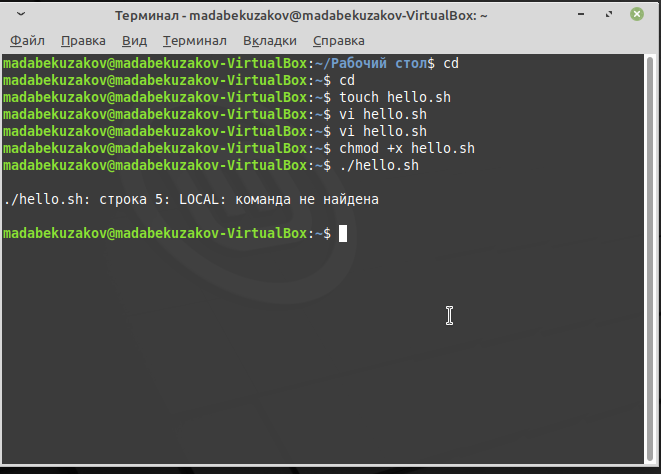 Терминал - madabekuzakov@madabekuzakov-VirtualBox: ~
Файл Правка Вид Терминал Вкладки Справка
madabekuzakov@madabekuzakov-VirtualBox:~/Рабочий стол$ cd
madabekuzakov@madabekuzakov-VirtualBox:~$ cd
madabekuzakov@madabekuzakov-VirtualBox:~$ touch hello.sh
madabekuzakov@madabekuzakov-VirtualBox:~$ vi hello.sh
madabekuzakov@madabekuzakov-VirtualBox:~$ vi hello.sh
madabekuzakov@madabekuzakov-VirtualBox:~$ chmod +x hello.sh
madabekuzakov@madabekuzakov-VirtualBox:~$ ./hello.sh
./hello.sh: строка 5: LOCAL: команда не найдена
madabekuzakov@madabekuzakov-VirtualBox:~$